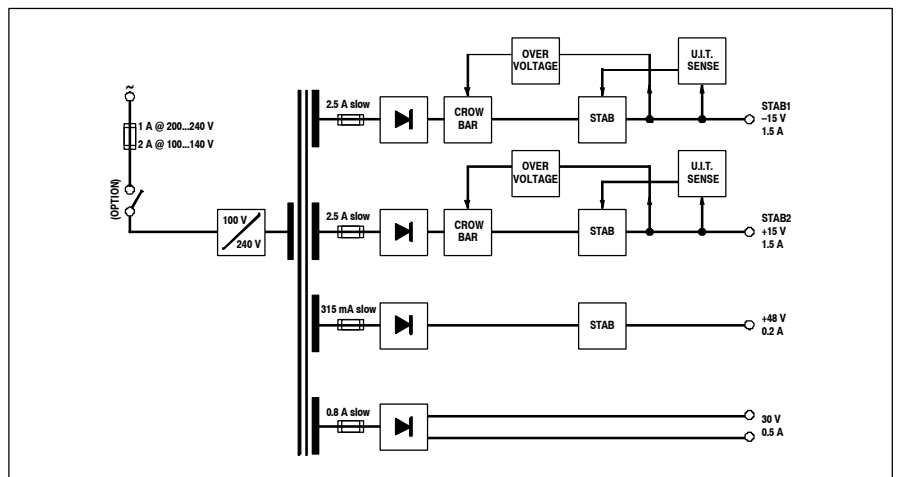 ~
1 A @ 200...240 V
2 A @ 100...140 V
(OPTION)
100 V
240 V
2.5 A slow
CROW
BAR
OVER
VOLTAGE
STAB
U.I.T.
SENSE
STAB1
–15 V
1.5 A
2.5 A slow
CROW
BAR
OVER
VOLTAGE
STAB
U.I.T.
SENSE
STAB2
+15 V
1.5 A
315 mA slow
STAB
+48 V
0.2 A
0.8 A slow
30 V
0.5 A